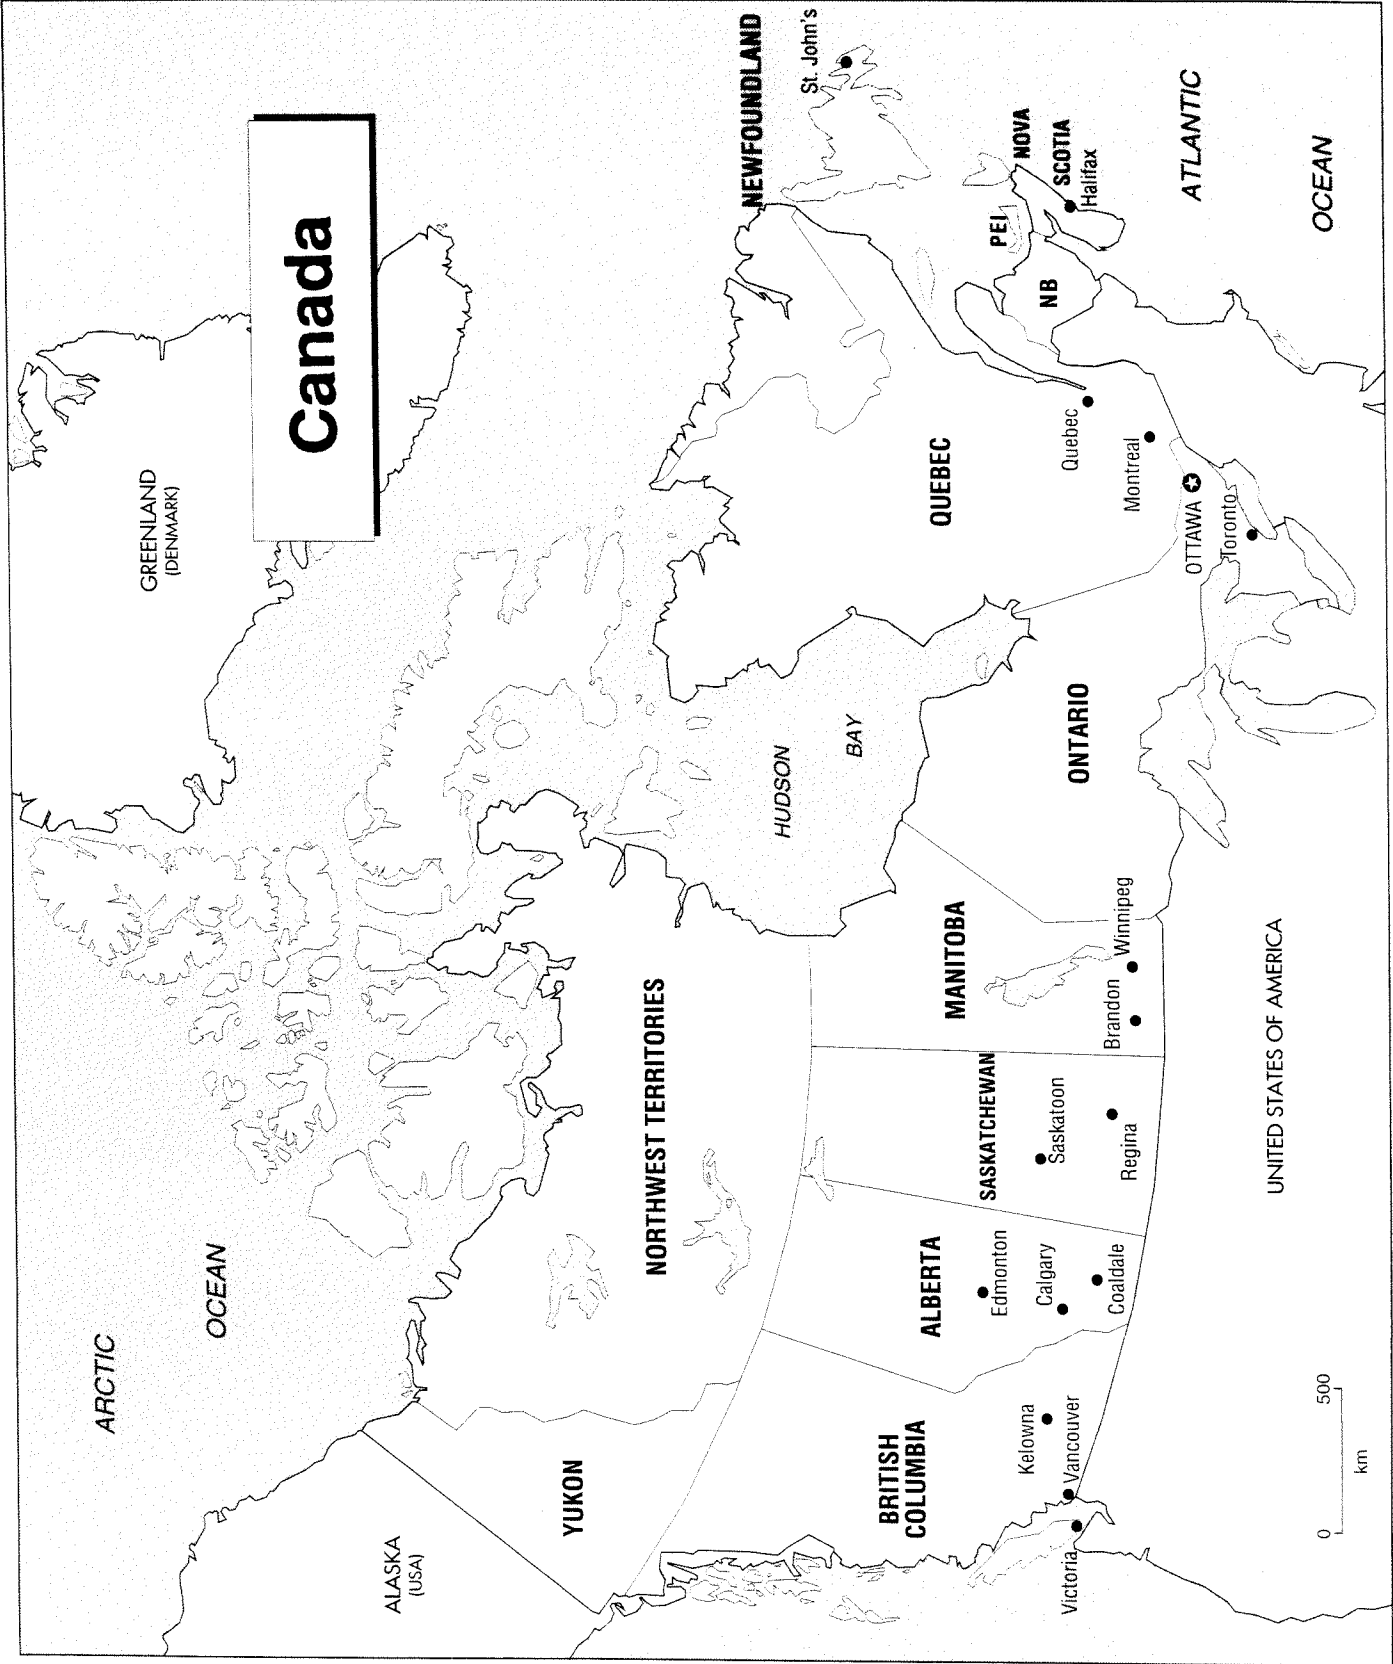 Canada
GREENLAND
(DENMARK)
ARCTIC
OCEAN
ALASKA
(USA)
YUKON
NORTHWEST TERRITORIES
HUDSON
BAY
NEWFOUNDLAND
St. John's
QUEBEC
Quebec
Montreal
OTTAWA
Toronto
ONTARIO
MANITOBA
Winnipeg
Brandon
SASKATCHEWAN
Saskatoon
Regina
ALBERTA
Edmonton
Calgary
Coaldale
BRITISH
COLUMBIA
Kelowna
Vancouver
Victoria
PEI
NB
NOVA
SCOTIA
Halifax
ATLANTIC
OCEAN
UNITED STATES OF AMERICA
0 500
km